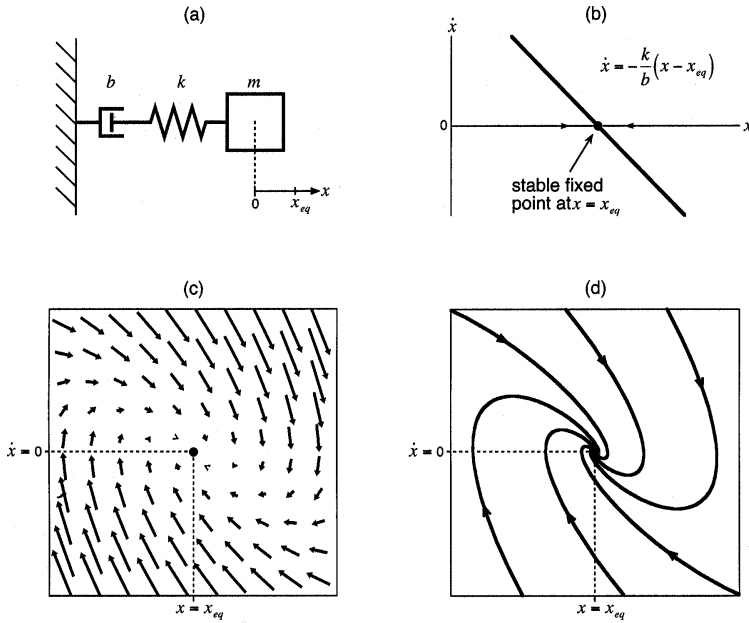 (a)
b k m
0 x_eq x
(b)
ẋ
ẋ = -k/b(x - x_eq)
0 x
stable fixed
point at x = x_eq
(c)
ẋ = 0
x = x_eq
(d)
ẋ = 0
x = x_eq